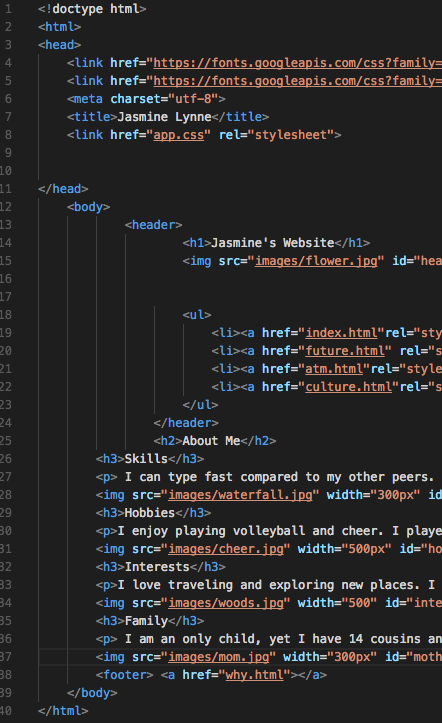 1 <!doctype html>
2 <html>
3 <head>
4 <link href="https://fonts.googleapis.com/css?family=
5 <link href="https://fonts.googleapis.com/css?family=
6 <meta charset="utf-8">
7 <title>Jasmine Lynne</title>
8 <link href="app.css" rel="stylesheet">
9
10
11 </head>
12 <body>
13 <header>
14 <h1>Jasmine's Website</h1>
15 <img src="images/flower.jpg" id="hea
16
17
18 <ul>
19 <li><a href="index.html"rel="sty
20 <li><a href="future.html" rel="s
21 <li><a href="atm.html"rel="style
22 <li><a href="culture.html"rel="s
23 </ul>
24 </header>
25 <h2>About Me</h2>
26 <h3>Skills</h3>
27 <p> I can type fast compared to my other peers.
28 <img src="images/waterfall.jpg" width="300px" id
29 <h3>Hobbies</h3>
30 <p>I enjoy playing volleyball and cheer. I playe
31 <img src="images/cheer.jpg" width="500px" id="ho
32 <h3>Interests</h3>
33 <p>I love traveling and exploring new places. I
34 <img src="images/woods.jpg" width="500" id="inte
35 <h3>Family</h3>
36 <p> I am an only child, yet I have 14 cousins an
37 <img src="images/mom.jpg" width="300px" id="moth
38 <footer> <a href="why.html"></a>
39 </body>
40 </html>